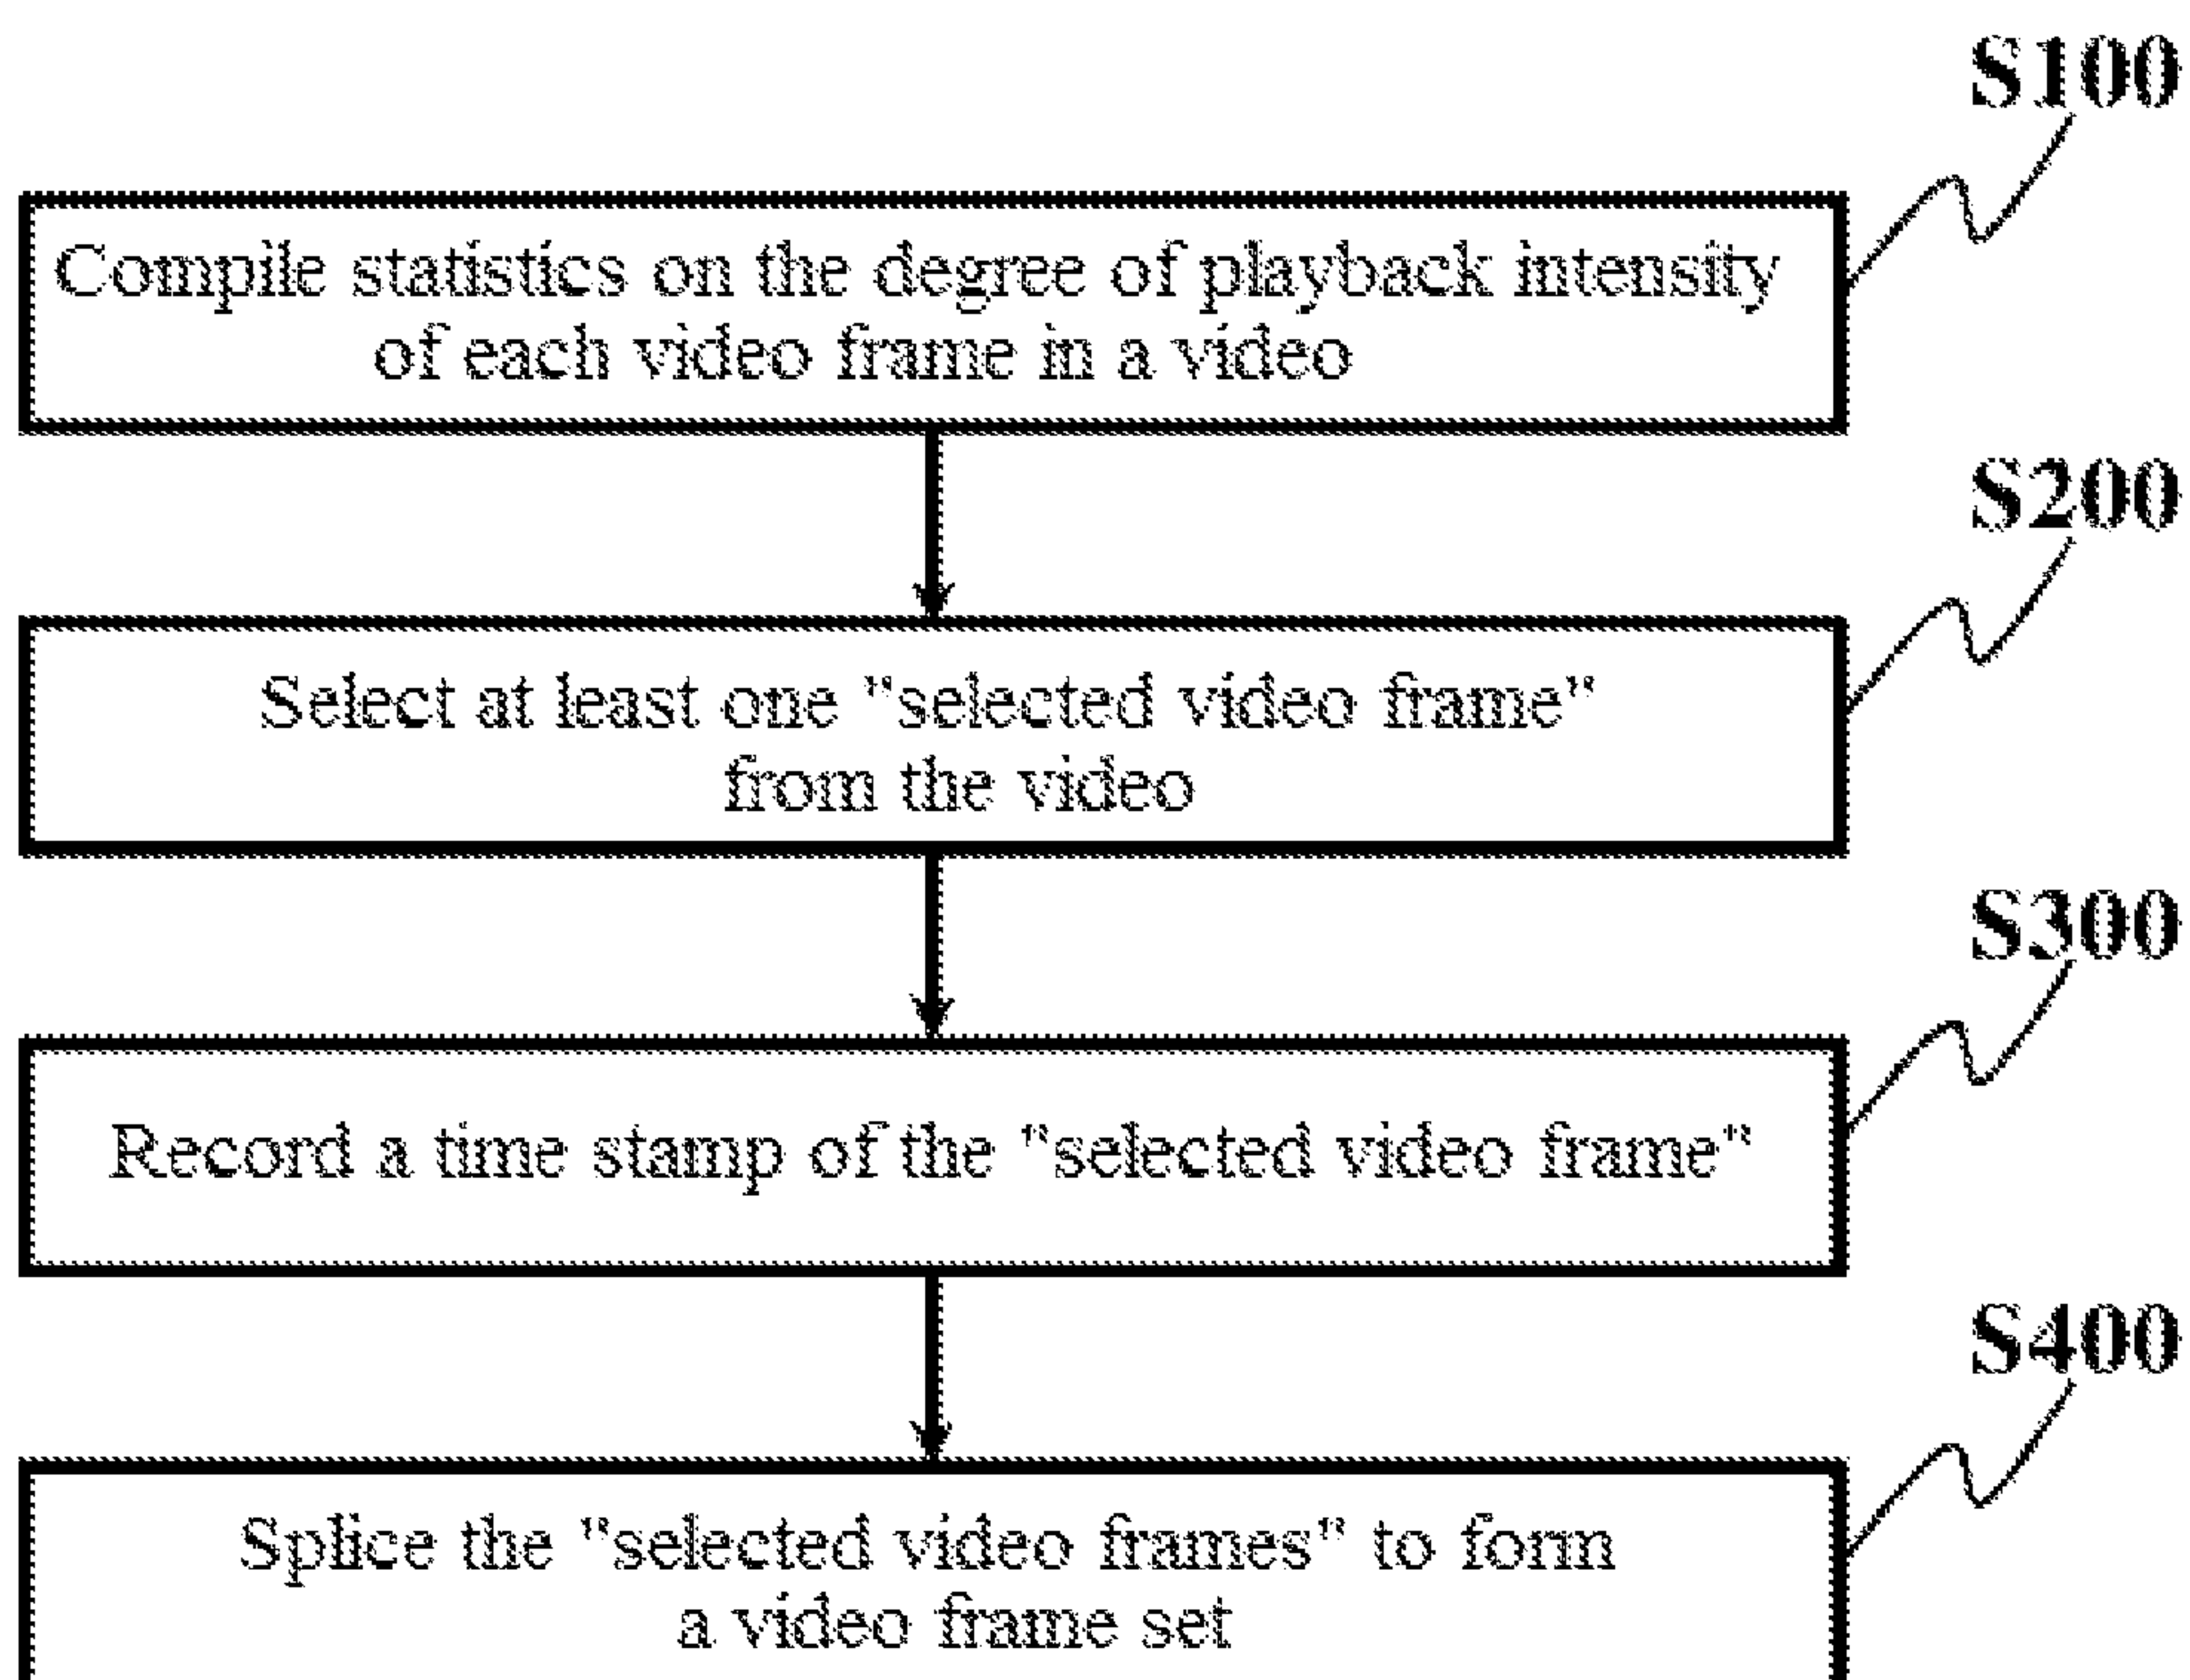 S100
Compile statistics on the degree of playback intensity
of each video frame in a video
S200
Select at least one "selected video frame"
from the video
S300
Record a time stamp of the "selected video frame"
S400
Splice the "selected video frames" to form
a video frame set